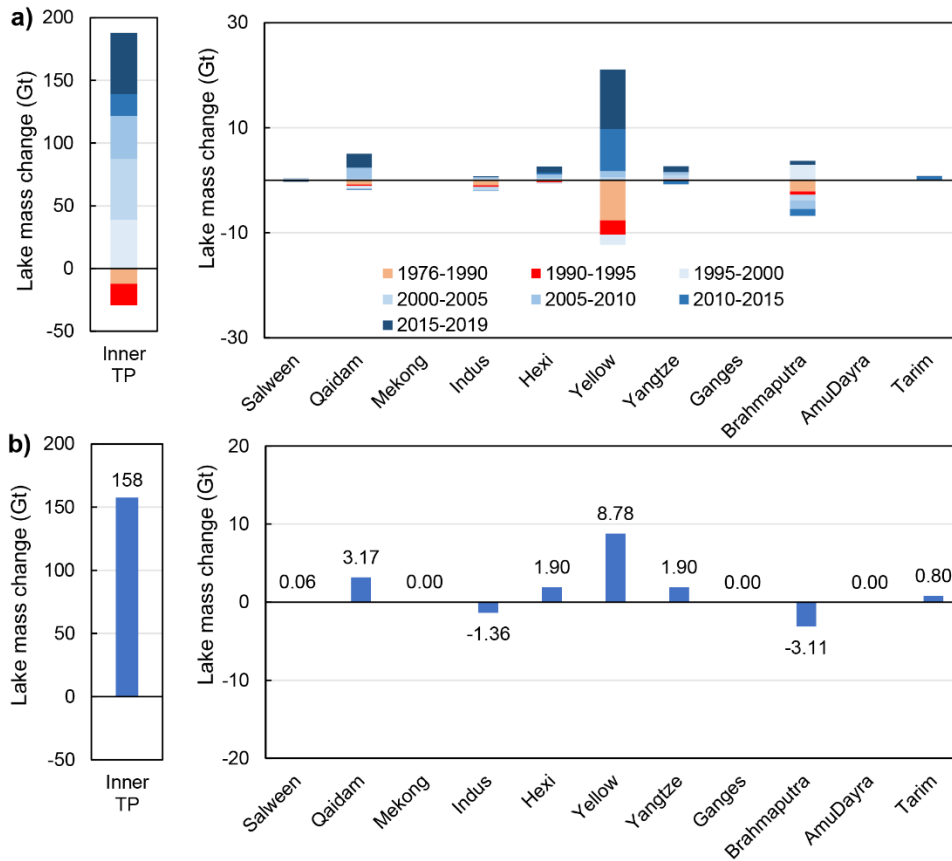 a)
Lake mass change (Gt)
200
150
100
50
0
-50
Inner
TP
Lake mass change (Gt)
30
10
-10
-30
1976-1990
1990-1995
1995-2000
2000-2005
2005-2010
2010-2015
2015-2019
Salween
Qaidam
Mekong
Indus
Hexi
Yellow
Yangtze
Ganges
Brahmaputra
AmuDayra
Tarim
b)
Lake mass change (Gt)
200
150
100
50
0
-50
158
Inner
TP
Lake mass change (Gt)
20
10
0
-10
-20
0.06
3.17
0.00
-1.36
1.90
8.78
1.90
0.00
-3.11
0.00
0.80
Salween
Qaidam
Mekong
Indus
Hexi
Yellow
Yangtze
Ganges
Brahmaputra
AmuDayra
Tarim